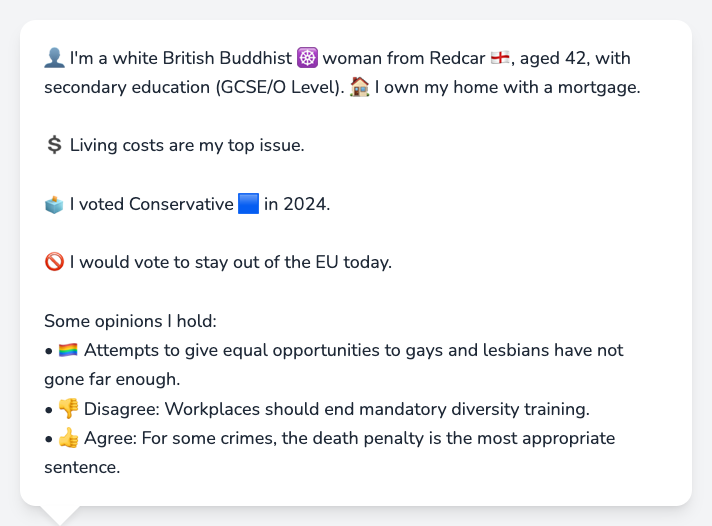 👤 I'm a white British Buddhist ☸️ woman from Redcar 🏴󠁧󠁢󠁥󠁮󠁧󠁿, aged 42, with
secondary education (GCSE/O Level). 🏠 I own my home with a mortgage.
💲 Living costs are my top issue.
🗳️ I voted Conservative 🟦 in 2024.
🚫 I would vote to stay out of the EU today.
Some opinions I hold:
• 🏳️‍🌈 Attempts to give equal opportunities to gays and lesbians have not
gone far enough.
• 👎 Disagree: Workplaces should end mandatory diversity training.
• 👍 Agree: For some crimes, the death penalty is the most appropriate
sentence.